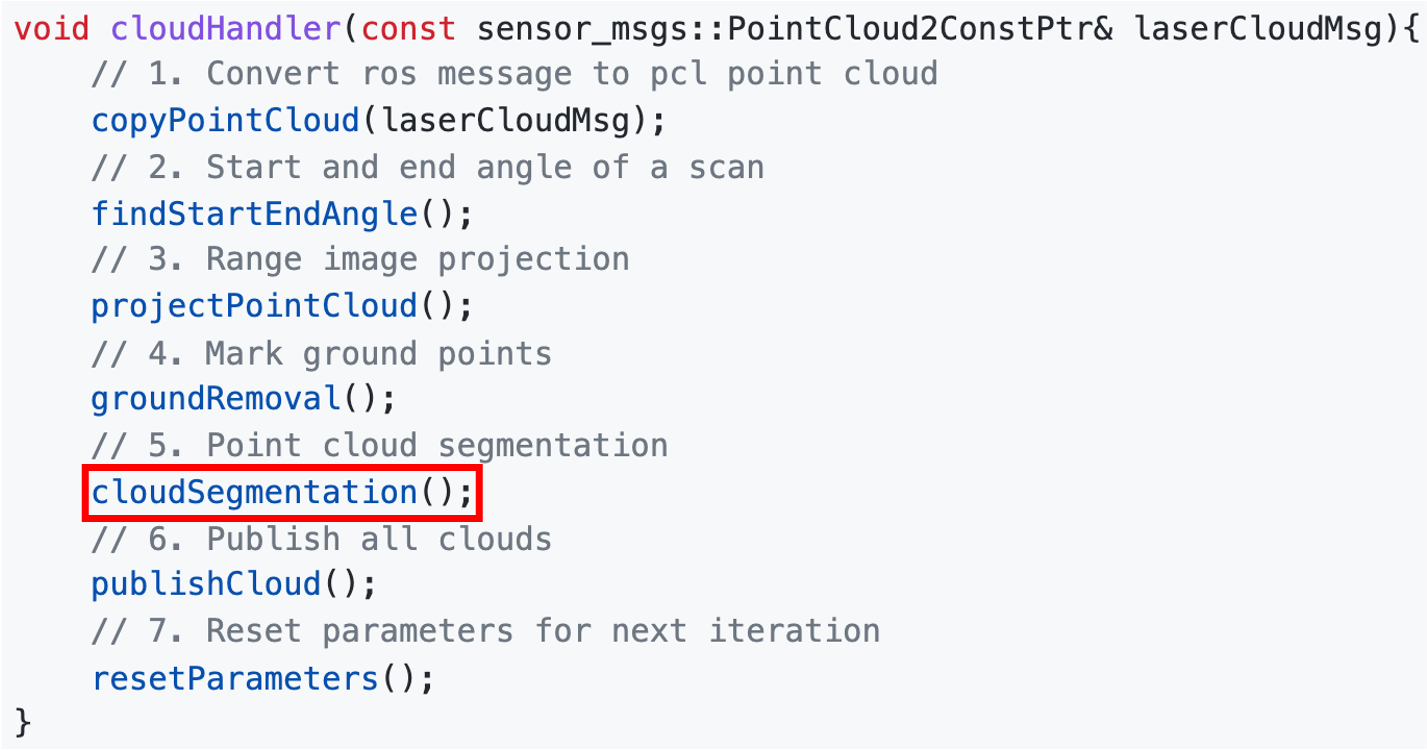 void cloudHandler(const sensor_msgs::PointCloud2ConstPtr& laserCloudMsg){
// 1. Convert ros message to pcl point cloud
copyPointCloud(laserCloudMsg);
// 2. Start and end angle of a scan
findStartEndAngle();
// 3. Range image projection
projectPointCloud();
// 4. Mark ground points
groundRemoval();
// 5. Point cloud segmentation
cloudSegmentation();
// 6. Publish all clouds
publishCloud();
// 7. Reset parameters for next iteration
resetParameters();
}